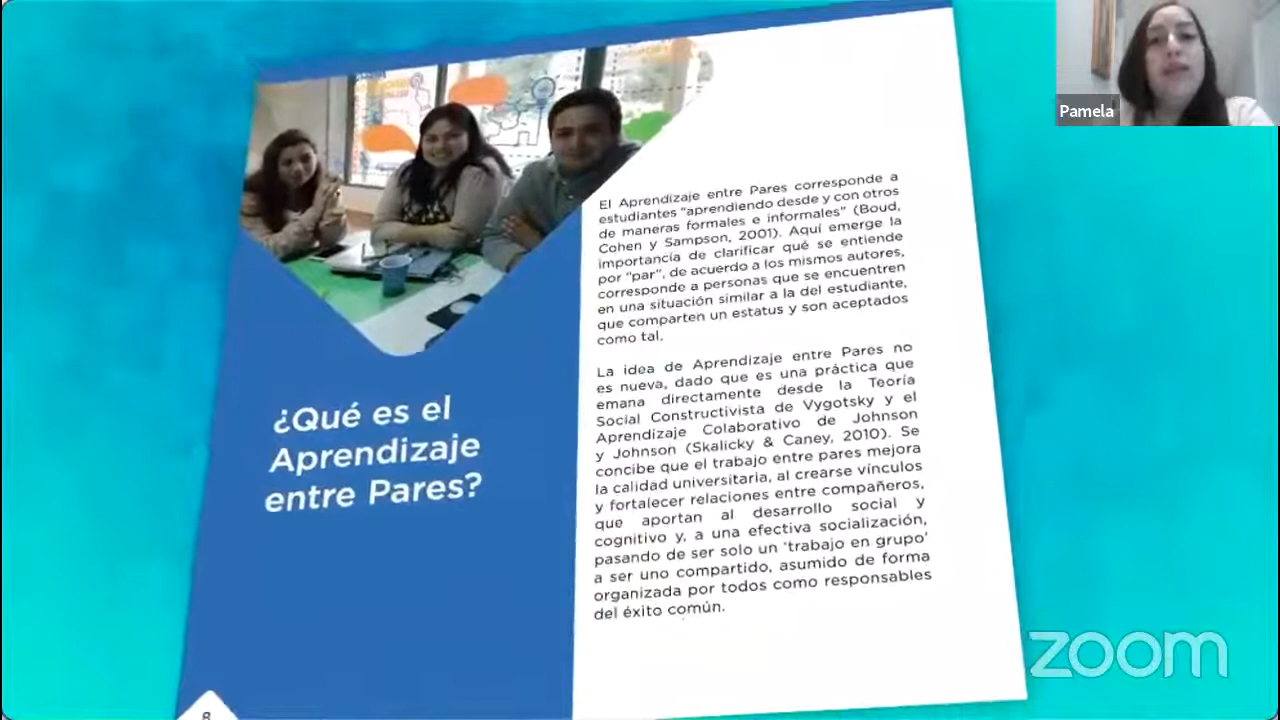 Pamela
El Aprendizaje entre Pares corresponde a
estudiantes "aprendiendo desde y con otros
de maneras formales e informales" (Boud,
Cohen y Sampson, 2001). Aquí emerge la
importancia de clarificar qué se entiende
por "par", de acuerdo a los mismos autores,
corresponde a personas que se encuentren
en una situación similar a la del estudiante,
que comparten un estatus y son aceptados
como tal.
La idea de Aprendizaje entre Pares no
es nueva, dado que es una práctica que
emana directamente desde la Teoría
Social Constructivista de Vygotsky y el
Aprendizaje Colaborativo de Johnson
y Johnson (Skalicky & Caney, 2010). Se
concibe que el trabajo entre pares mejora
la calidad universitaria, al crearse vínculos
y fortalecer relaciones entre compañeros,
que aportan al desarrollo social y
cognitivo y, a una efectiva socialización,
pasando de ser solo un 'trabajo en grupo'
a ser uno compartido, asumido de forma
organizada por todos como responsables
del éxito común.
¿Qué es el
Aprendizaje
entre Pares?
8
zoom